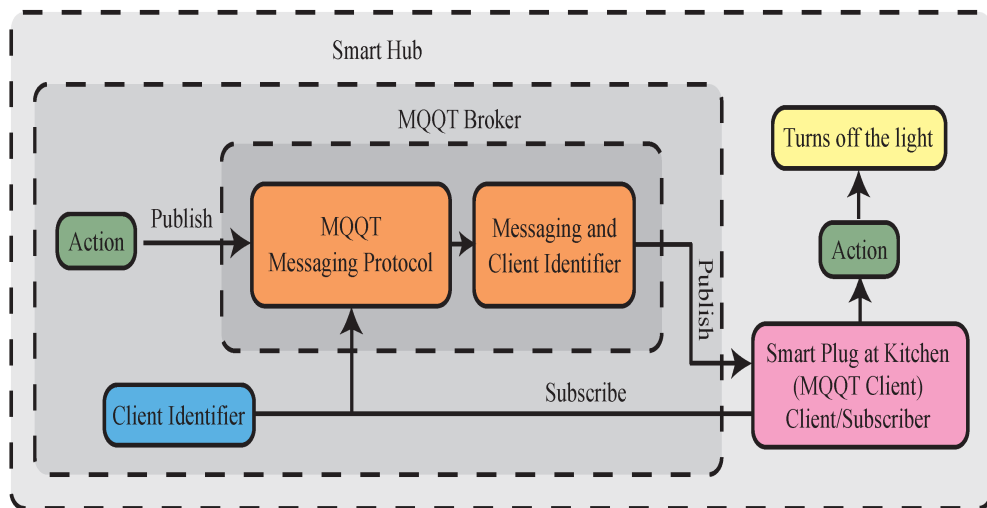 Smart Hub
MQQT Broker
Turns off the light
Publish
Action
MQQT
Messaging Protocol
Messaging and
Client Identifier
Action
Publish
Smart Plug at Kitchen
(MQQT Client)
Client/Subscriber
Subscribe
Client Identifier